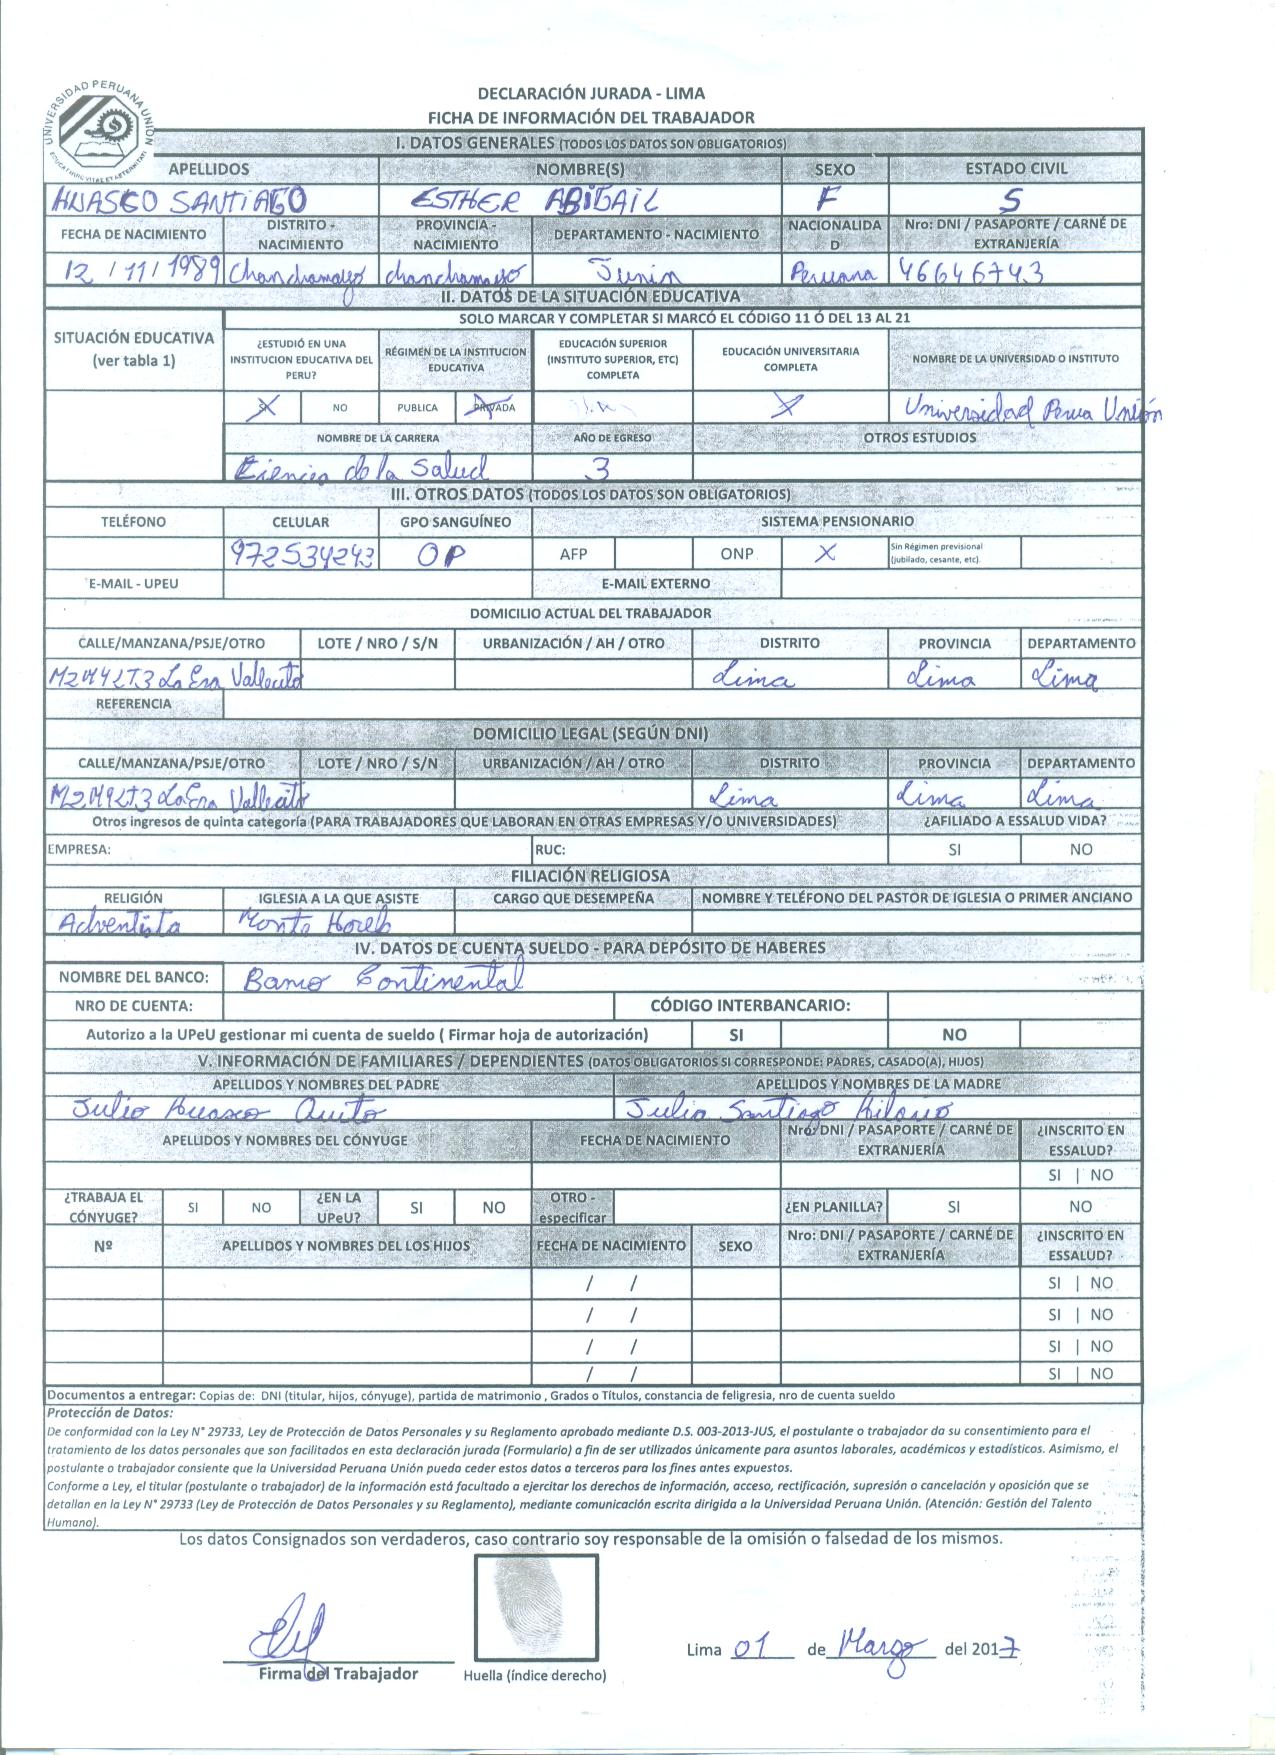 UNIVERSIDAD PERUANA UNIÓN
DECLARACIÓN JURADA - LIMA
FICHA DE INFORMACIÓN DEL TRABAJADOR
I. DATOS GENERALES (TODOS LOS DATOS SON OBLIGATORIOS)
APELLIDOS NOMBRE(S) SEXO ESTADO CIVIL
HUASCO SANTIAGO ESTHER ABIGAIL F S
FECHA DE NACIMIENTO DISTRITO - NACIMIENTO PROVINCIA - NACIMIENTO DEPARTAMENTO - NACIMIENTO NACIONALIDAD Nro: DNI / PASAPORTE / CARNÉ DE EXTRANJERÍA
12 / 11 / 1989 Chanchamayo chanchamayo Junin Peruana 46646743
II. DATOS DE LA SITUACIÓN EDUCATIVA
SOLO MARCAR Y COMPLETAR SI MARCÓ EL CÓDIGO 11 Ó DEL 13 AL 21
SITUACIÓN EDUCATIVA (ver tabla 1) ¿ESTUDIÓ EN UNA INSTITUCION EDUCATIVA DEL PERU? RÉGIMEN DE LA INSTITUCION EDUCATIVA EDUCACIÓN SUPERIOR (INSTITUTO SUPERIOR, ETC) COMPLETA EDUCACIÓN UNIVERSITARIA COMPLETA NOMBRE DE LA UNIVERSIDAD O INSTITUTO
SI NO PUBLICA PRIVADA X Universidad Perua Unión
NOMBRE DE LA CARRERA AÑO DE EGRESO OTROS ESTUDIOS
Ciencia de la Salud 3
III. OTROS DATOS (TODOS LOS DATOS SON OBLIGATORIOS)
TELÉFONO CELULAR GPO SANGUÍNEO SISTEMA PENSIONARIO
972534243 OP AFP ONP X Sin Régimen previsional (jubilado, cesante, etc).
E-MAIL - UPEU E-MAIL EXTERNO
DOMICILIO ACTUAL DEL TRABAJADOR
CALLE/MANZANA/PSJE/OTRO LOTE / NRO / S/N URBANIZACIÓN / AH / OTRO DISTRITO PROVINCIA DEPARTAMENTO
La Era Vallecito Lima Lima Lima
REFERENCIA
DOMICILIO LEGAL (SEGÚN DNI)
CALLE/MANZANA/PSJE/OTRO LOTE / NRO / S/N URBANIZACIÓN / AH / OTRO DISTRITO PROVINCIA DEPARTAMENTO
La Era Vallecito Lima Lima Lima
Otros ingresos de quinta categoría (PARA TRABAJADORES QUE LABORAN EN OTRAS EMPRESAS Y/O UNIVERSIDADES) ¿AFILIADO A ESSALUD VIDA?
EMPRESA: RUC: SI NO
FILIACIÓN RELIGIOSA
RELIGIÓN IGLESIA A LA QUE ASISTE CARGO QUE DESEMPEÑA NOMBRE Y TELÉFONO DEL PASTOR DE IGLESIA O PRIMER ANCIANO
Adventista Monte Horeb
IV. DATOS DE CUENTA SUELDO - PARA DEPÓSITO DE HABERES
NOMBRE DEL BANCO: Banco Continental
NRO DE CUENTA: CÓDIGO INTERBANCARIO:
Autorizo a la UPeU gestionar mi cuenta de sueldo ( Firmar hoja de autorización) SI NO
V. INFORMACIÓN DE FAMILIARES / DEPENDIENTES (DATOS OBLIGATORIOS SI CORRESPONDE: PADRES, CASADO(A), HIJOS)
APELLIDOS Y NOMBRES DEL PADRE APELLIDOS Y NOMBRES DE LA MADRE
Julio Huasco Quito Julia Santiago Hilario
APELLIDOS Y NOMBRES DEL CÓNYUGE FECHA DE NACIMIENTO Nro: DNI / PASAPORTE / CARNÉ DE EXTRANJERÍA ¿INSCRITO EN ESSALUD?
SI | NO
¿TRABAJA EL CÓNYUGE? SI NO ¿EN LA UPeU? SI NO OTRO - especificar ¿EN PLANILLA? SI NO
Nº APELLIDOS Y NOMBRES DEL LOS HIJOS FECHA DE NACIMIENTO SEXO Nro: DNI / PASAPORTE / CARNÉ DE EXTRANJERÍA ¿INSCRITO EN ESSALUD?
/ / SI | NO
/ / SI | NO
/ / SI | NO
/ / SI | NO
Documentos a entregar: Copias de: DNI (titular, hijos, cónyuge), partida de matrimonio , Grados o Títulos, constancia de feligresia, nro de cuenta sueldo
Protección de Datos:
De conformidad con la Ley N° 29733, Ley de Protección de Datos Personales y su Reglamento aprobado mediante D.S. 003-2013-JUS, el postulante o trabajador da su consentimiento para el
tratamiento de los datos personales que son facilitados en esta declaración jurada (Formulario) a fin de ser utilizados únicamente para asuntos laborales, académicos y estadísticos. Asimismo, el
postulante o trabajador consiente que la Universidad Peruana Unión pueda ceder estos datos a terceros para los fines antes expuestos.
Conforme a Ley, el titular (postulante o trabajador) de la información está facultado a ejercitar los derechos de información, acceso, rectificación, supresión o cancelación y oposición que se
detallan en la Ley N° 29733 (Ley de Protección de Datos Personales y su Reglamento), mediante comunicación escrita dirigida a la Universidad Peruana Unión. (Atención: Gestión del Talento
Humano).
Los datos Consignados son verdaderos, caso contrario soy responsable de la omisión o falsedad de los mismos.
Lima 01 de Marzo del 2017
Firma del Trabajador Huella (índice derecho)